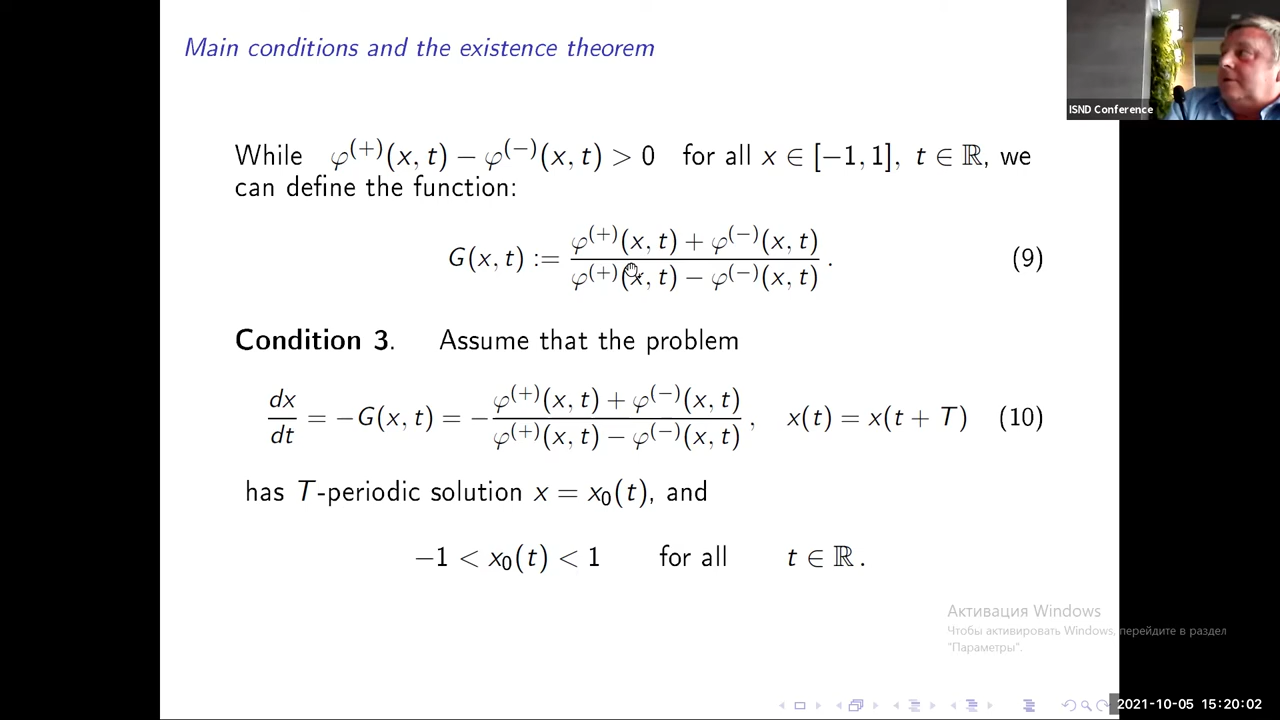 Main conditions and the existence theorem
ISND Conference
While φ⁽⁺⁾(x, t) − φ⁽⁻⁾(x, t) > 0 for all x ∈ [−1, 1], t ∈ ℝ, we
can define the function:
G(x, t) := (φ⁽⁺⁾(x, t) + φ⁽⁻⁾(x, t)) / (φ⁽⁺⁾(x, t) − φ⁽⁻⁾(x, t)) . (9)
Condition 3. Assume that the problem
dx/dt = −G(x, t) = − (φ⁽⁺⁾(x, t) + φ⁽⁻⁾(x, t)) / (φ⁽⁺⁾(x, t) − φ⁽⁻⁾(x, t)) , x(t) = x(t + T) (10)
has T-periodic solution x = x₀(t), and
−1 < x₀(t) < 1 for all t ∈ ℝ .
Активация Windows
Чтобы активировать Windows, перейдите в раздел
"Параметры".
2021-10-05 15:20:02